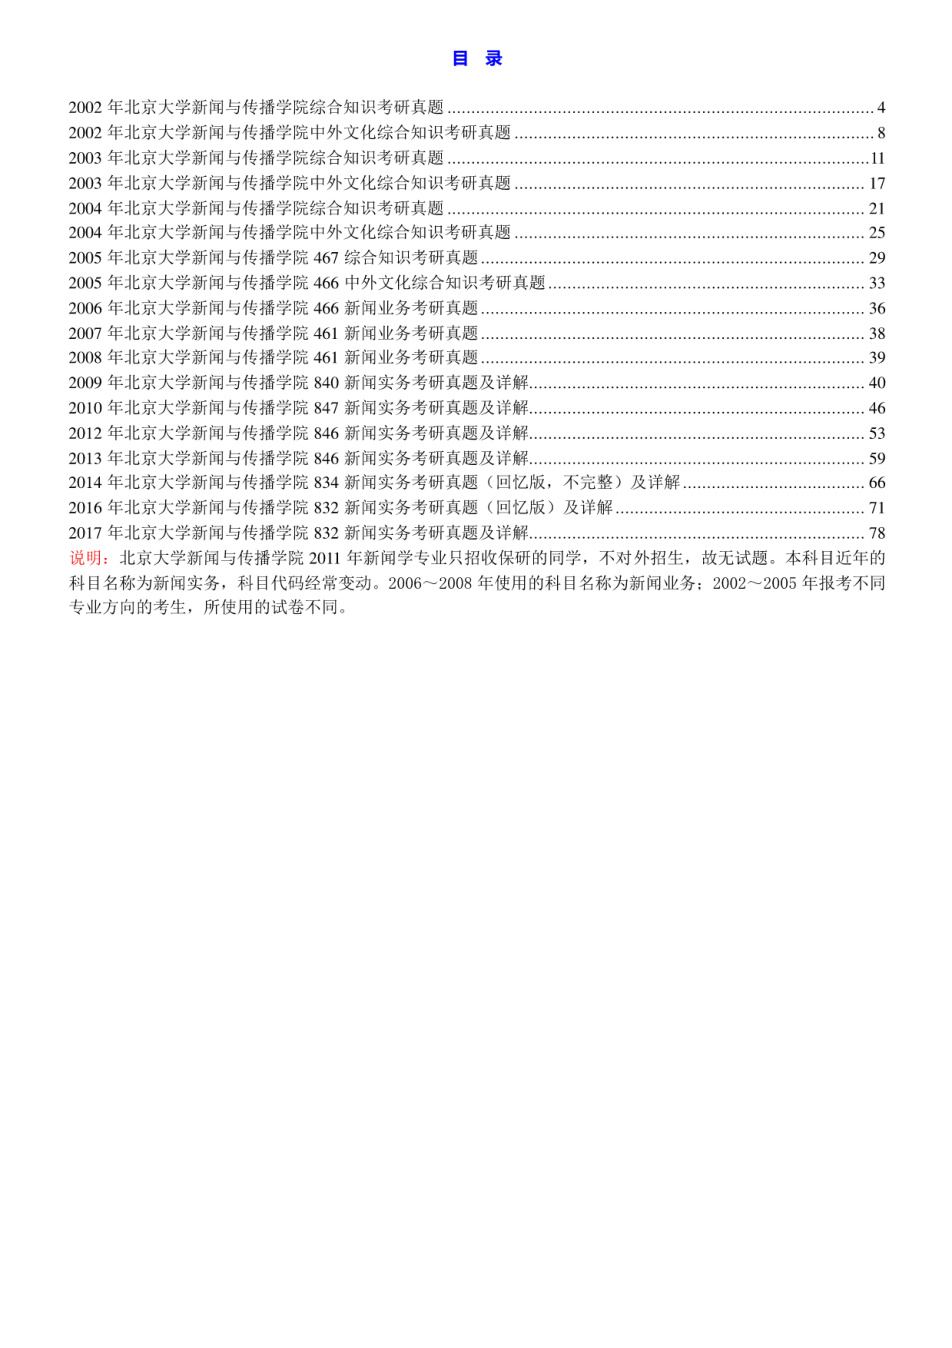 目 录
2002 年北京大学新闻与传播学院综合知识考研真题 ........................................................................................ 4
2002 年北京大学新闻与传播学院中外文化综合知识考研真题 .......................................................................... 8
2003 年北京大学新闻与传播学院综合知识考研真题 ........................................................................................11
2003 年北京大学新闻与传播学院中外文化综合知识考研真题 ........................................................................ 17
2004 年北京大学新闻与传播学院综合知识考研真题 ...................................................................................... 21
2004 年北京大学新闻与传播学院中外文化综合知识考研真题 ........................................................................ 25
2005 年北京大学新闻与传播学院 467 综合知识考研真题 ............................................................................... 29
2005 年北京大学新闻与传播学院 466 中外文化综合知识考研真题 ................................................................. 33
2006 年北京大学新闻与传播学院 466 新闻业务考研真题 ............................................................................... 36
2007 年北京大学新闻与传播学院 461 新闻业务考研真题 ............................................................................... 38
2008 年北京大学新闻与传播学院 461 新闻业务考研真题 ............................................................................... 39
2009 年北京大学新闻与传播学院 840 新闻实务考研真题及详解...................................................................... 40
2010 年北京大学新闻与传播学院 847 新闻实务考研真题及详解...................................................................... 46
2012 年北京大学新闻与传播学院 846 新闻实务考研真题及详解...................................................................... 53
2013 年北京大学新闻与传播学院 846 新闻实务考研真题及详解...................................................................... 59
2014 年北京大学新闻与传播学院 834 新闻实务考研真题（回忆版，不完整）及详解...................................... 66
2016 年北京大学新闻与传播学院 832 新闻实务考研真题（回忆版）及详解 .................................................... 71
2017 年北京大学新闻与传播学院 832 新闻实务考研真题及详解...................................................................... 78
说明：北京大学新闻与传播学院 2011 年新闻学专业只招收保研的同学，不对外招生，故无试题。本科目近年的
科目名称为新闻实务，科目代码经常变动。2006～2008 年使用的科目名称为新闻业务；2002～2005 年报考不同
专业方向的考生，所使用的试卷不同。